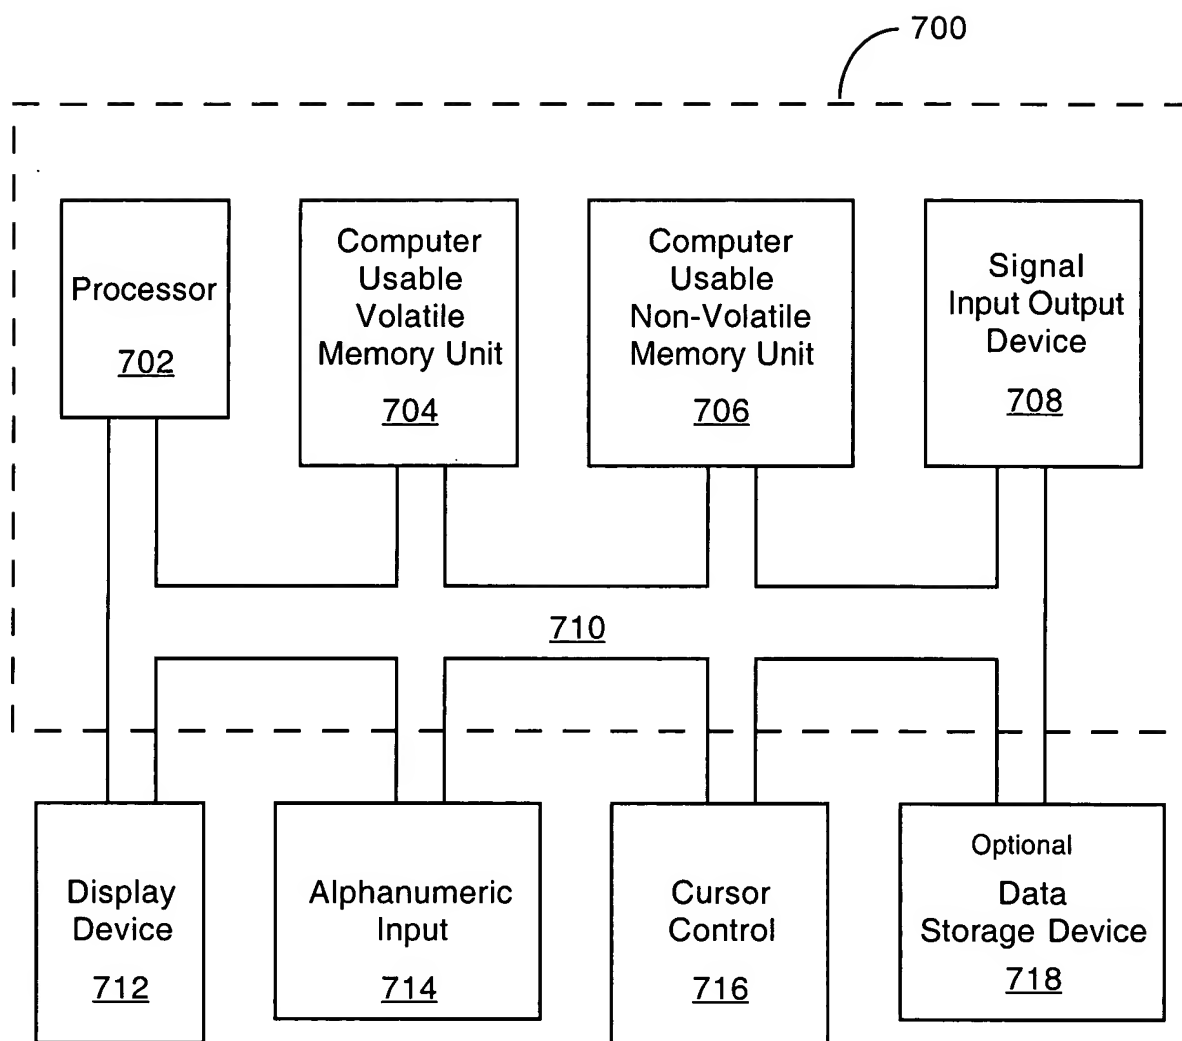 700
Processor
702
Computer
Usable
Volatile
Memory Unit
704
Computer
Usable
Non-Volatile
Memory Unit
706
Signal
Input Output
Device
708
710
Display
Device
712
Alphanumeric
Input
714
Cursor
Control
716
Optional
Data
Storage Device
718